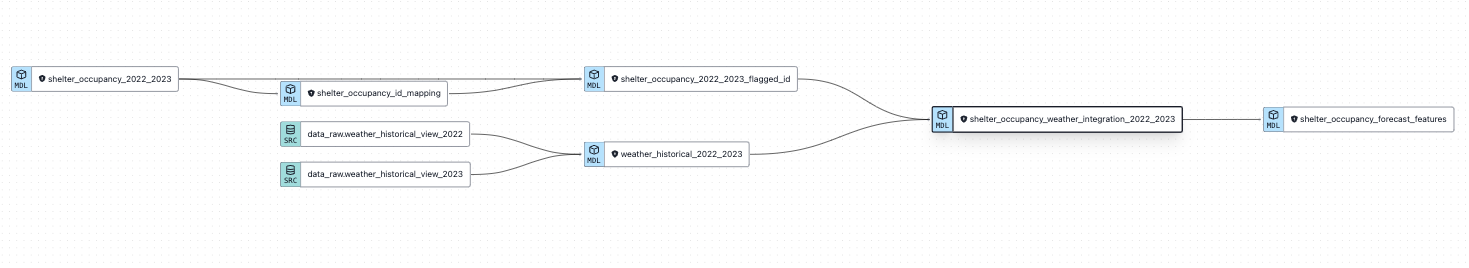 shelter_occupancy_2022_2023
MDL
shelter_occupancy_id_mapping
MDL
data_raw.weather_historical_view_2022
SRC
data_raw.weather_historical_view_2023
SRC
shelter_occupancy_2022_2023_flagged_id
MDL
weather_historical_2022_2023
MDL
shelter_occupancy_weather_integration_2022_2023
MDL
shelter_occupancy_forecast_features
MDL